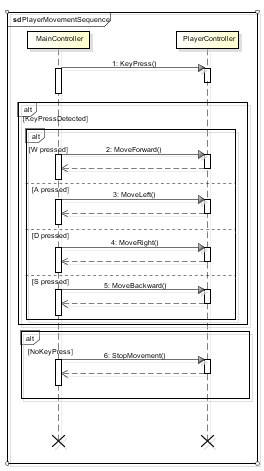 sd PlayerMovementSequence
MainController
PlayerController
1: KeyPress()
alt
[KeyPressDetected]
alt
[W pressed]
2: MoveForward()
[A pressed]
3: MoveLeft()
[D pressed]
4: MoveRight()
[S pressed]
5: MoveBackward()
alt
[NoKeyPress]
6: StopMovement()